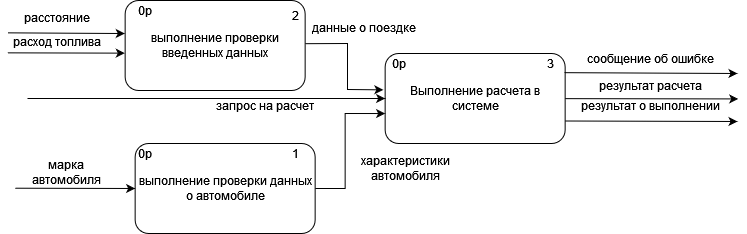 расстояние
расход топлива
0р
2
выполнение проверки
введенных данных
данные о поездке
запрос на расчет
0р
3
Выполнение расчета в
системе
сообщение об ошибке
результат расчета
результат о выполнении
марка
автомобиля
0р
1
выполнение проверки данных
о автомобиле
характеристики
автомобиля